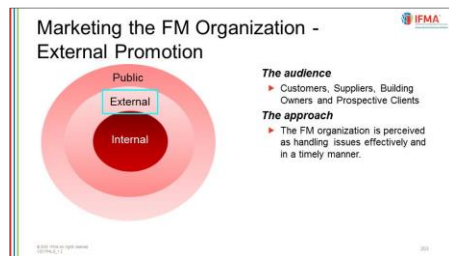 Marketing the FM Organization -
External Promotion
IFMA
Public
External
Internal
The audience
Customers, Suppliers, Building
Owners and Prospective Clients
The approach
The FM organization is perceived
as handling issues effectively and
in a timely manner.